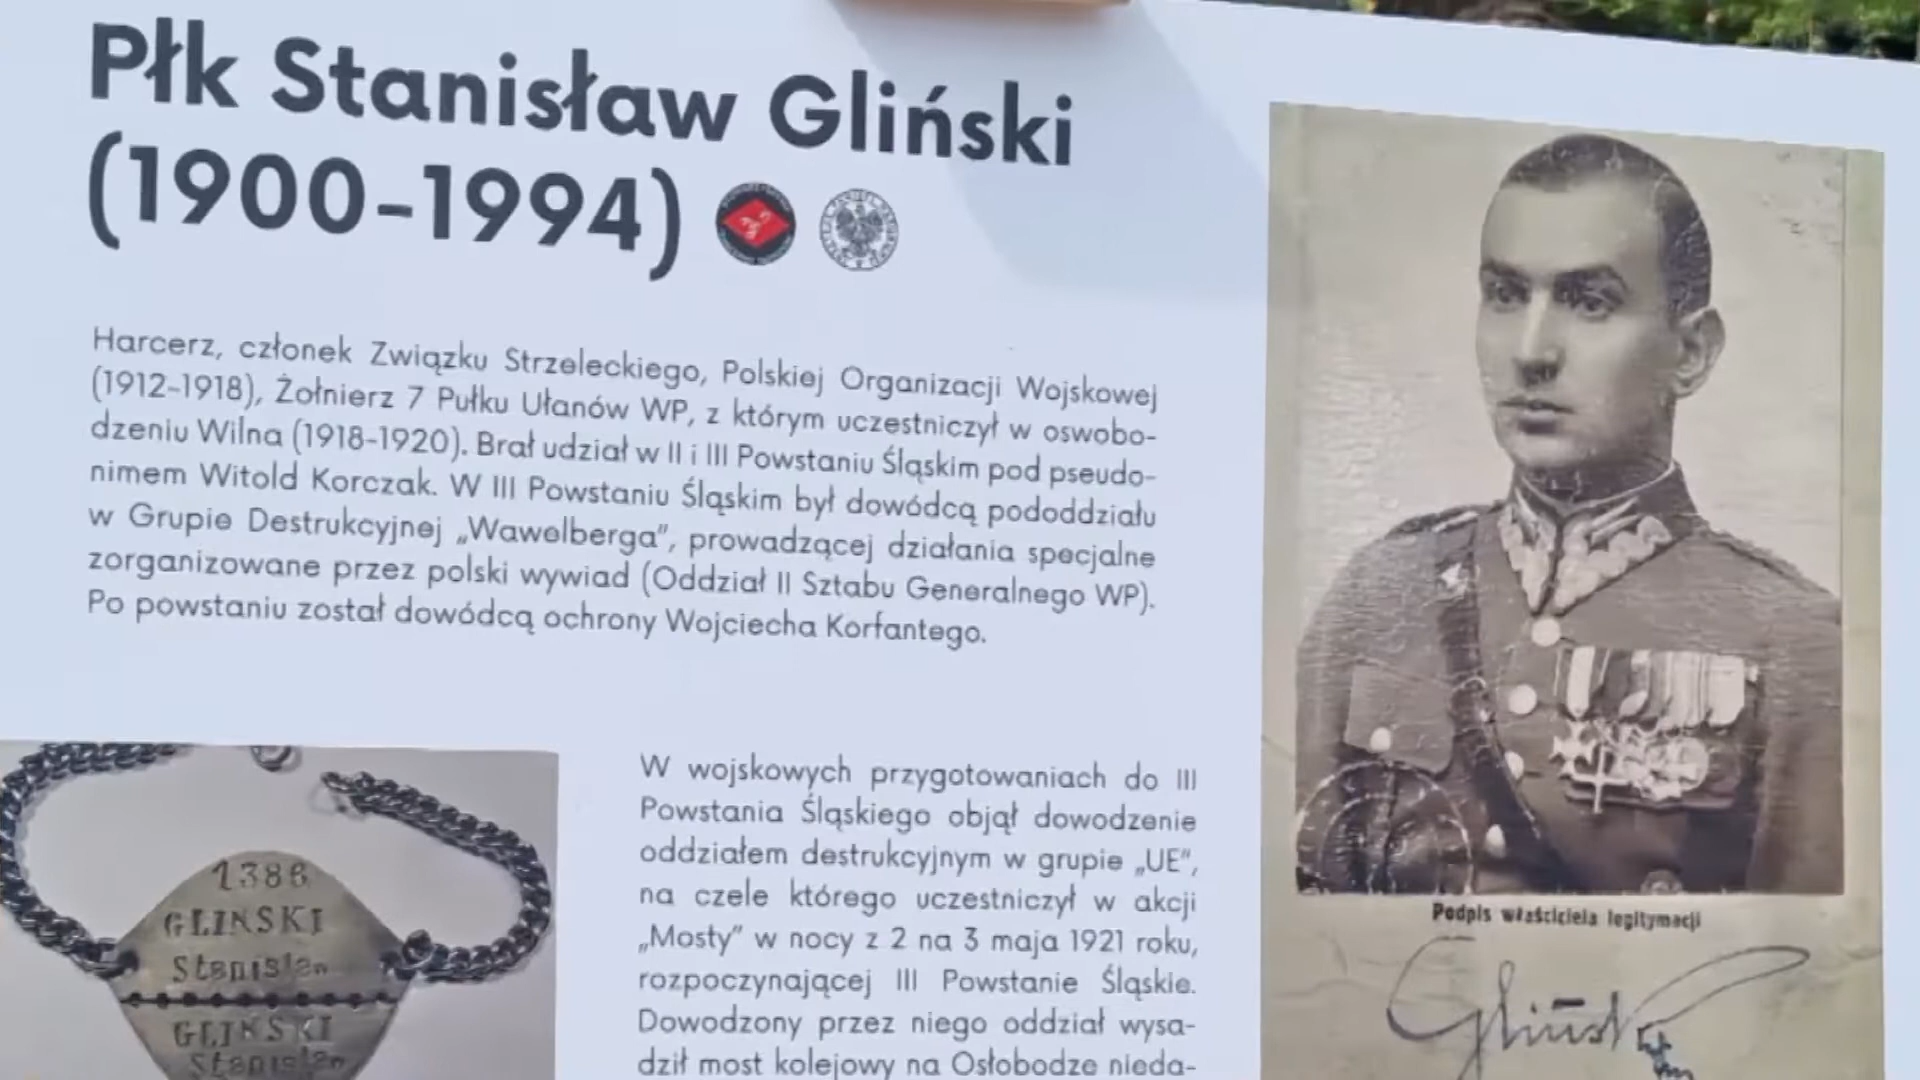 Płk Stanisław Gliński
(1900-1994)
Harcerz, członek Związku Strzeleckiego, Polskiej Organizacji Wojskowej
(1912-1918), Żołnierz 7 Pułku Ułanów WP, z którym uczestniczył w oswobo-
dzeniu Wilna (1918-1920). Brał udział w II i III Powstaniu Śląskim pod pseudo-
nimem Witold Korczak. W III Powstaniu Śląskim był dowódcą pododdziału
w Grupie Destrukcyjnej „Wawelberga”, prowadzącej działania specjalne
zorganizowane przez polski wywiad (Oddział II Sztabu Generalnego WP).
Po powstaniu został dowódcą ochrony Wojciecha Korfantego.
W wojskowych przygotowaniach do III
Powstania Śląskiego objął dowodzenie
oddziałem destrukcyjnym w grupie „UE”,
na czele którego uczestniczył w akcji
„Mosty” w nocy z 2 na 3 maja 1921 roku,
rozpoczynającej III Powstanie Śląskie.
Dowodzony przez niego oddział wysa-
dził most kolejowy na Osłobodze nieda-
1386
GLINSKI
Stanisław
GLINSKI
Stanisław
Podpis właściciela legitymacji